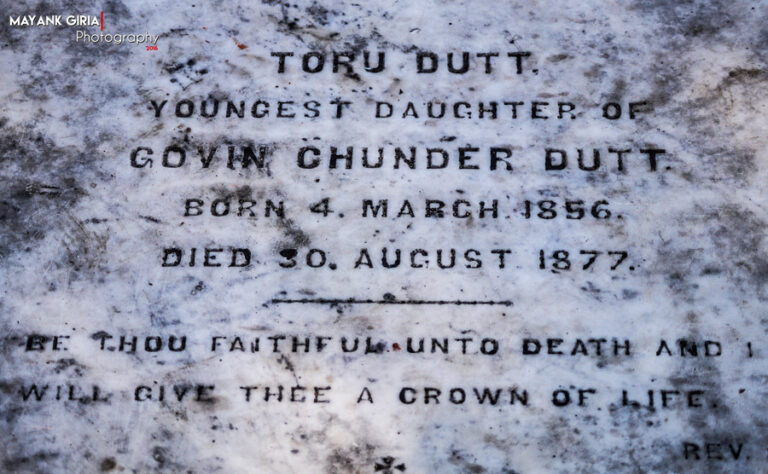 MAYANK GIRIA
Photography
2016
TORU DUTT.
YOUNGEST DAUGHTER OF
GOVIN CHUNDER DUTT.
BORN 4. MARCH 1856.
DIED 30. AUGUST 1877.
BE THOU FAITHFUL UNTO DEATH AND I
WILL GIVE THEE A CROWN OF LIFE.
REV.